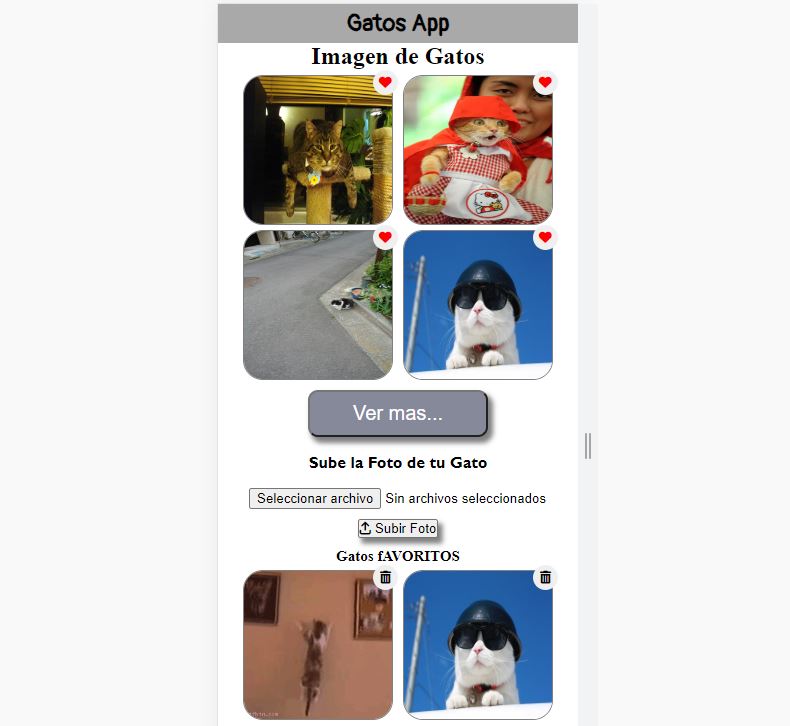 Gatos App
Imagen de Gatos
Ver mas...
Sube la Foto de tu Gato
Seleccionar archivo Sin archivos seleccionados
Subir Foto
Gatos fAVORITOS